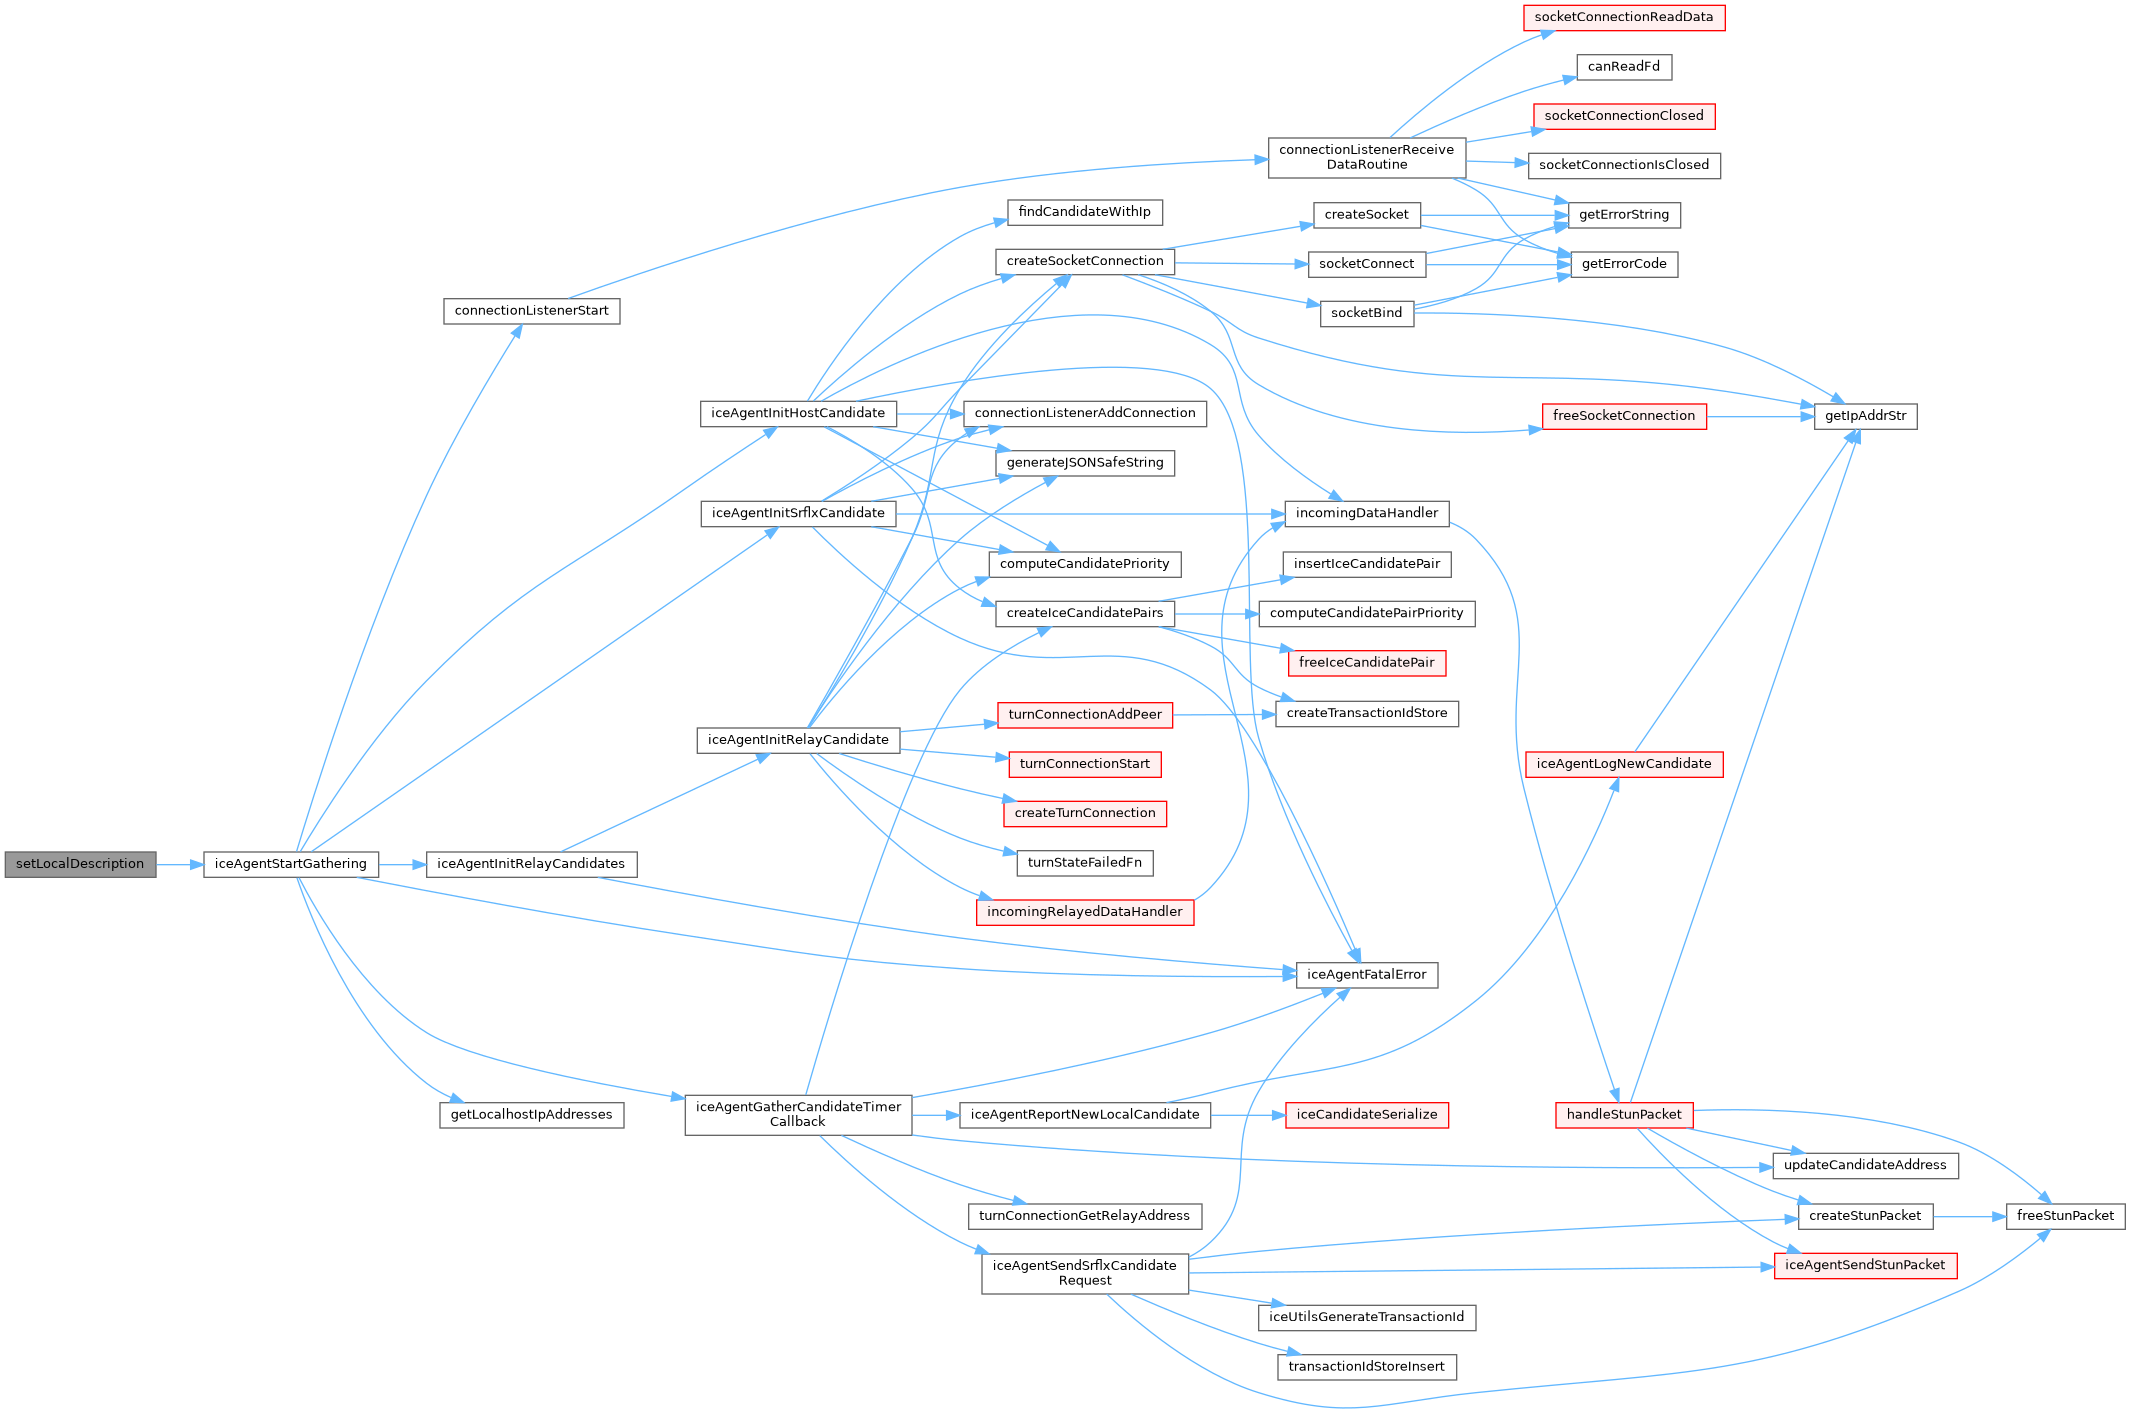 socketConnectionReadData
canReadFd
socketConnectionClosed
connectionListenerReceive
DataRoutine
socketConnectionIsClosed
findCandidateWithIp
createSocket
getErrorString
createSocketConnection
socketConnect
getErrorCode
connectionListenerStart
socketBind
iceAgentInitHostCandidate
connectionListenerAddConnection
freeSocketConnection
getIpAddrStr
generateJSONSafeString
iceAgentInitSrflxCandidate
incomingDataHandler
computeCandidatePriority
insertIceCandidatePair
createIceCandidatePairs
computeCandidatePairPriority
freeIceCandidatePair
turnConnectionAddPeer
createTransactionIdStore
iceAgentInitRelayCandidate
turnConnectionStart
iceAgentLogNewCandidate
createTurnConnection
setLocalDescription
iceAgentStartGathering
iceAgentInitRelayCandidates
turnStateFailedFn
incomingRelayedDataHandler
iceAgentFatalError
getLocalhostIpAddresses
iceAgentGatherCandidateTimer
Callback
iceAgentReportNewLocalCandidate
iceCandidateSerialize
handleStunPacket
updateCandidateAddress
turnConnectionGetRelayAddress
createStunPacket
freeStunPacket
iceAgentSendSrflxCandidate
Request
iceAgentSendStunPacket
iceUtilsGenerateTransactionId
transactionIdStoreInsert